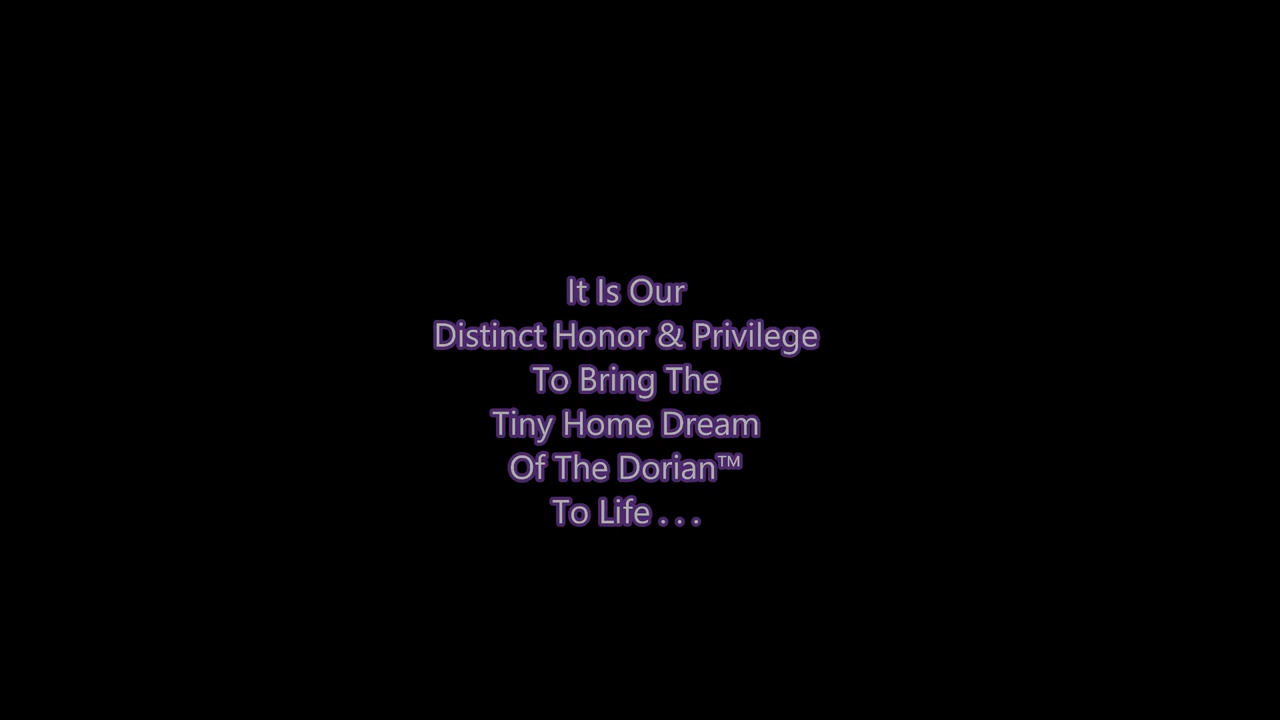 It Is Our
Distinct Honor & Privilege
To Bring The
Tiny Home Dream
Of The Dorian™
To Life . . .